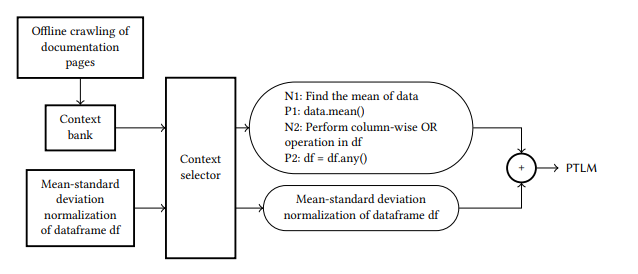 Offline crawling of
documentation
pages
Context
bank
Mean-standard
deviation
normalization
of dataframe df
Context
selector
N1: Find the mean of data
P1: data.mean()
N2: Perform column-wise OR
operation in df
P2: df = df.any()
Mean-standard deviation
normalization of dataframe df
+
PTLM